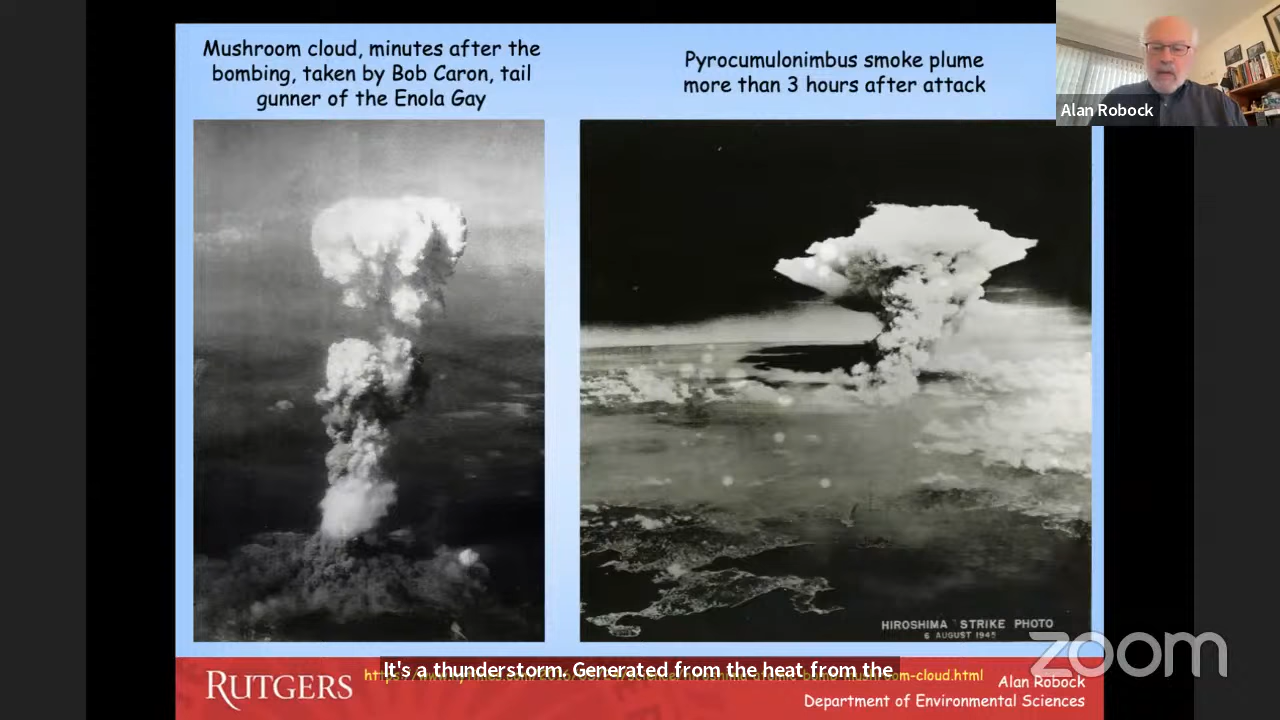 Mushroom cloud, minutes after the
bombing, taken by Bob Caron, tail
gunner of the Enola Gay
Pyrocumulonimbus smoke plume
more than 3 hours after attack
Alan Robock
HIROSHIMA STRIKE PHOTO
6 AUGUST 1945
zoom
It's a thunderstorm. Generated from the heat from the
RUTGERS
m-cloud.html
Alan Robock
Department of Environmental Sciences